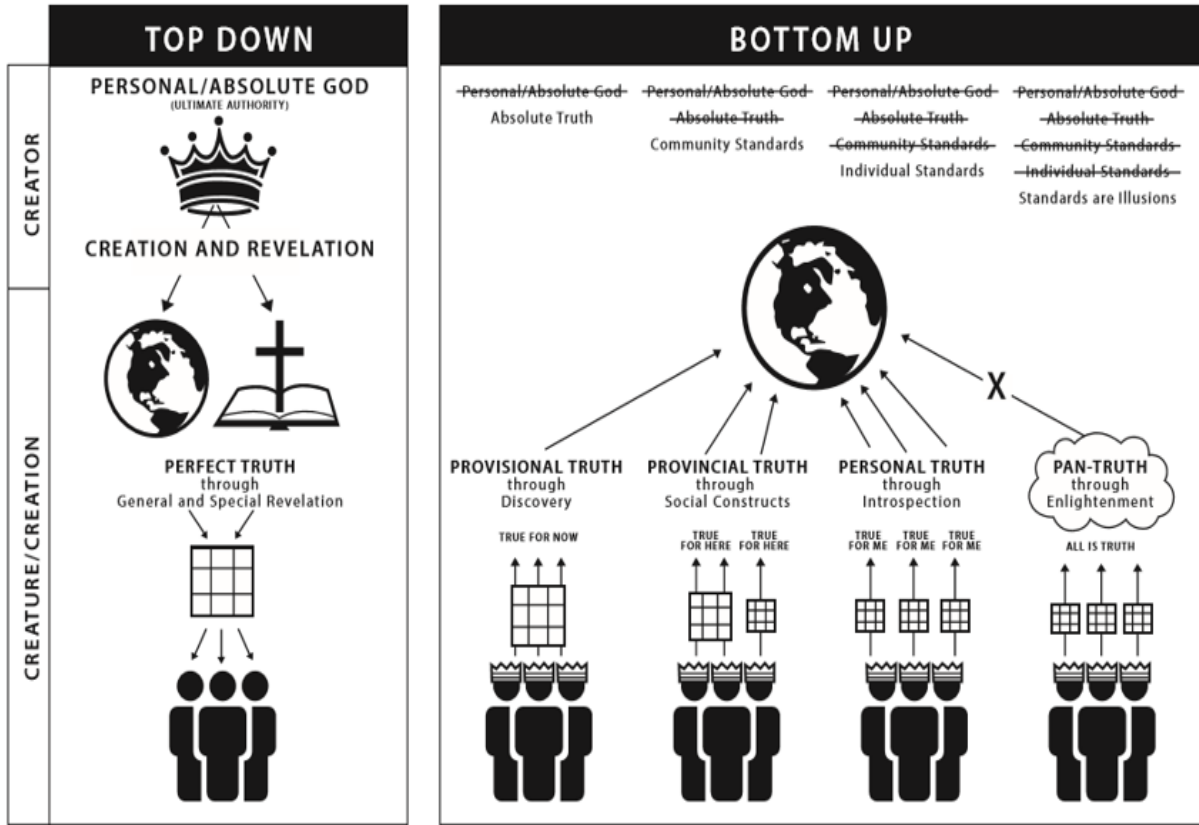 TOP DOWN
CREATOR
PERSONAL/ABSOLUTE GOD
(ULTIMATE AUTHORITY)
CREATION AND REVELATION
CREATURE/CREATION
PERFECT TRUTH
through
General and Special Revelation
BOTTOM UP
Personal/Absolute God
Absolute Truth
Personal/Absolute God
Absolute Truth
Community Standards
Personal/Absolute God
Absolute Truth
Community Standards
Individual Standards
Personal/Absolute God
Absolute Truth
Community Standards
Individual Standards
Standards are Illusions
X
PROVISIONAL TRUTH
through
Discovery
TRUE FOR NOW
PROVINCIAL TRUTH
through
Social Constructs
TRUE
FOR HERE
TRUE
FOR HERE
PERSONAL TRUTH
through
Introspection
TRUE
FOR ME
TRUE
FOR ME
TRUE
FOR ME
PAN-TRUTH
through
Enlightenment
ALL IS TRUTH